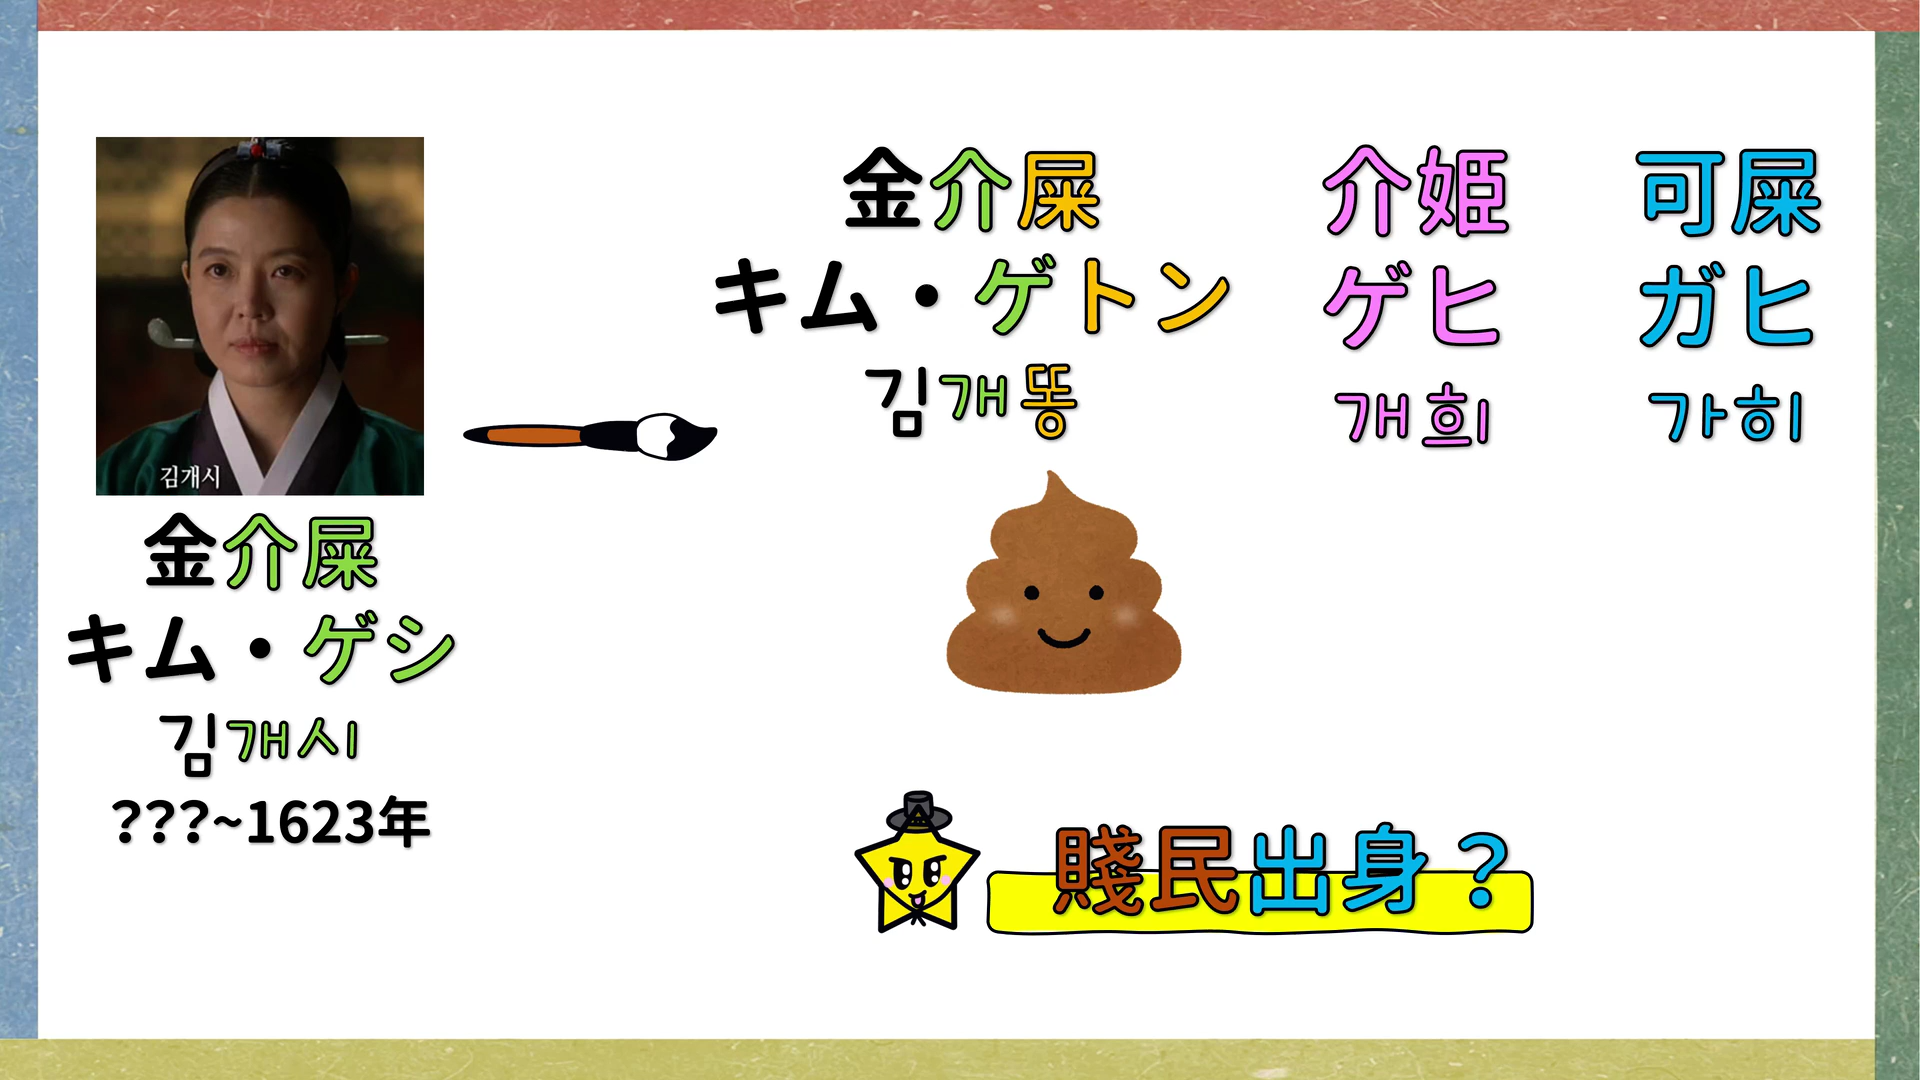 김개시
金介屎
キム・ゲシ
김개시
???~1623年
金介屎
キム・ゲトン
김개똥
介姫
ゲヒ
개희
可屎
ガヒ
가히
賤民出身？